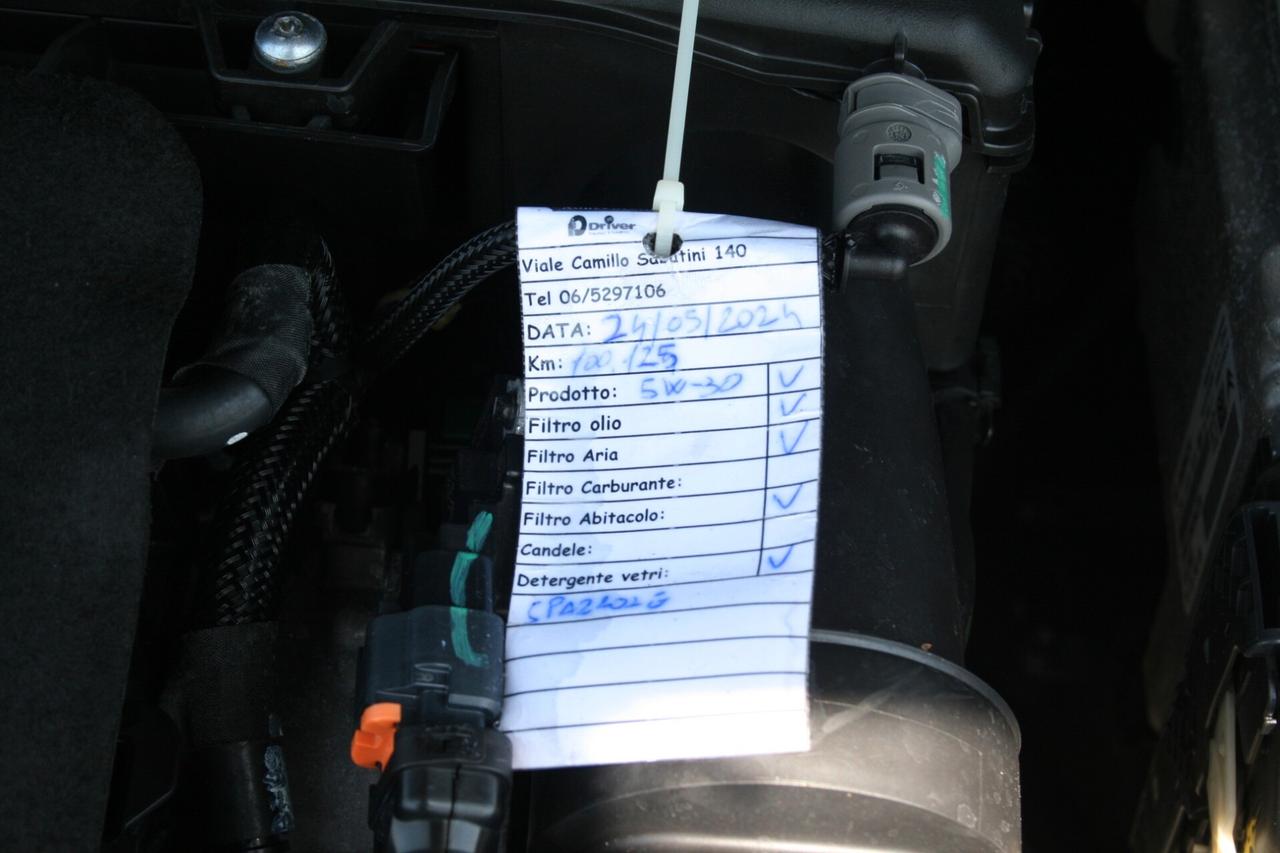 Driver
Viale Camillo Sabatini 140
Tel 06/5297106
DATA: 24/05/2024
Km: 100.125
Prodotto: 5W-30 ✓
Filtro olio ✓
Filtro Aria ✓
Filtro Carburante:
Filtro Abitacolo: ✓
Candele:
Detergente vetri: ✓